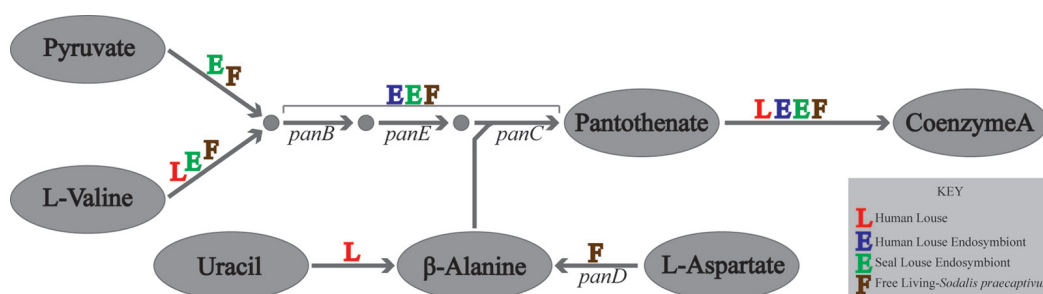 Pyruvate
E
F
E E F
L E E F
panB
panE
panC
Pantothenate
CoenzymeA
L E F
L-Valine
KEY
L Human Louse
E Human Louse Endosymbiont
E Seal Louse Endosymbiont
F Free Living-Sodalis praecaptivus
Uracil
L
β-Alanine
F
panD
L-Aspartate